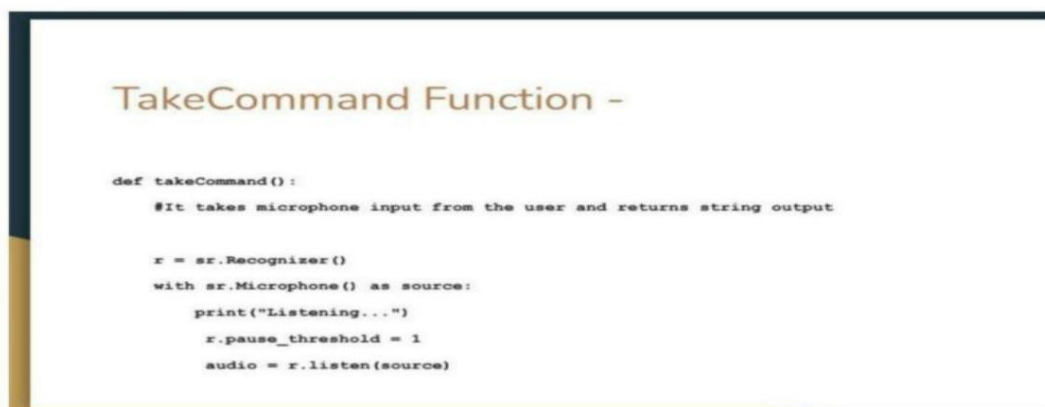 TakeCommand Function -
def takeCommand():
    #It takes microphone input from the user and returns string output
    r = sr.Recognizer()
    with sr.Microphone() as source:
        print("Listening...")
         r.pause_threshold = 1
         audio = r.listen(source)